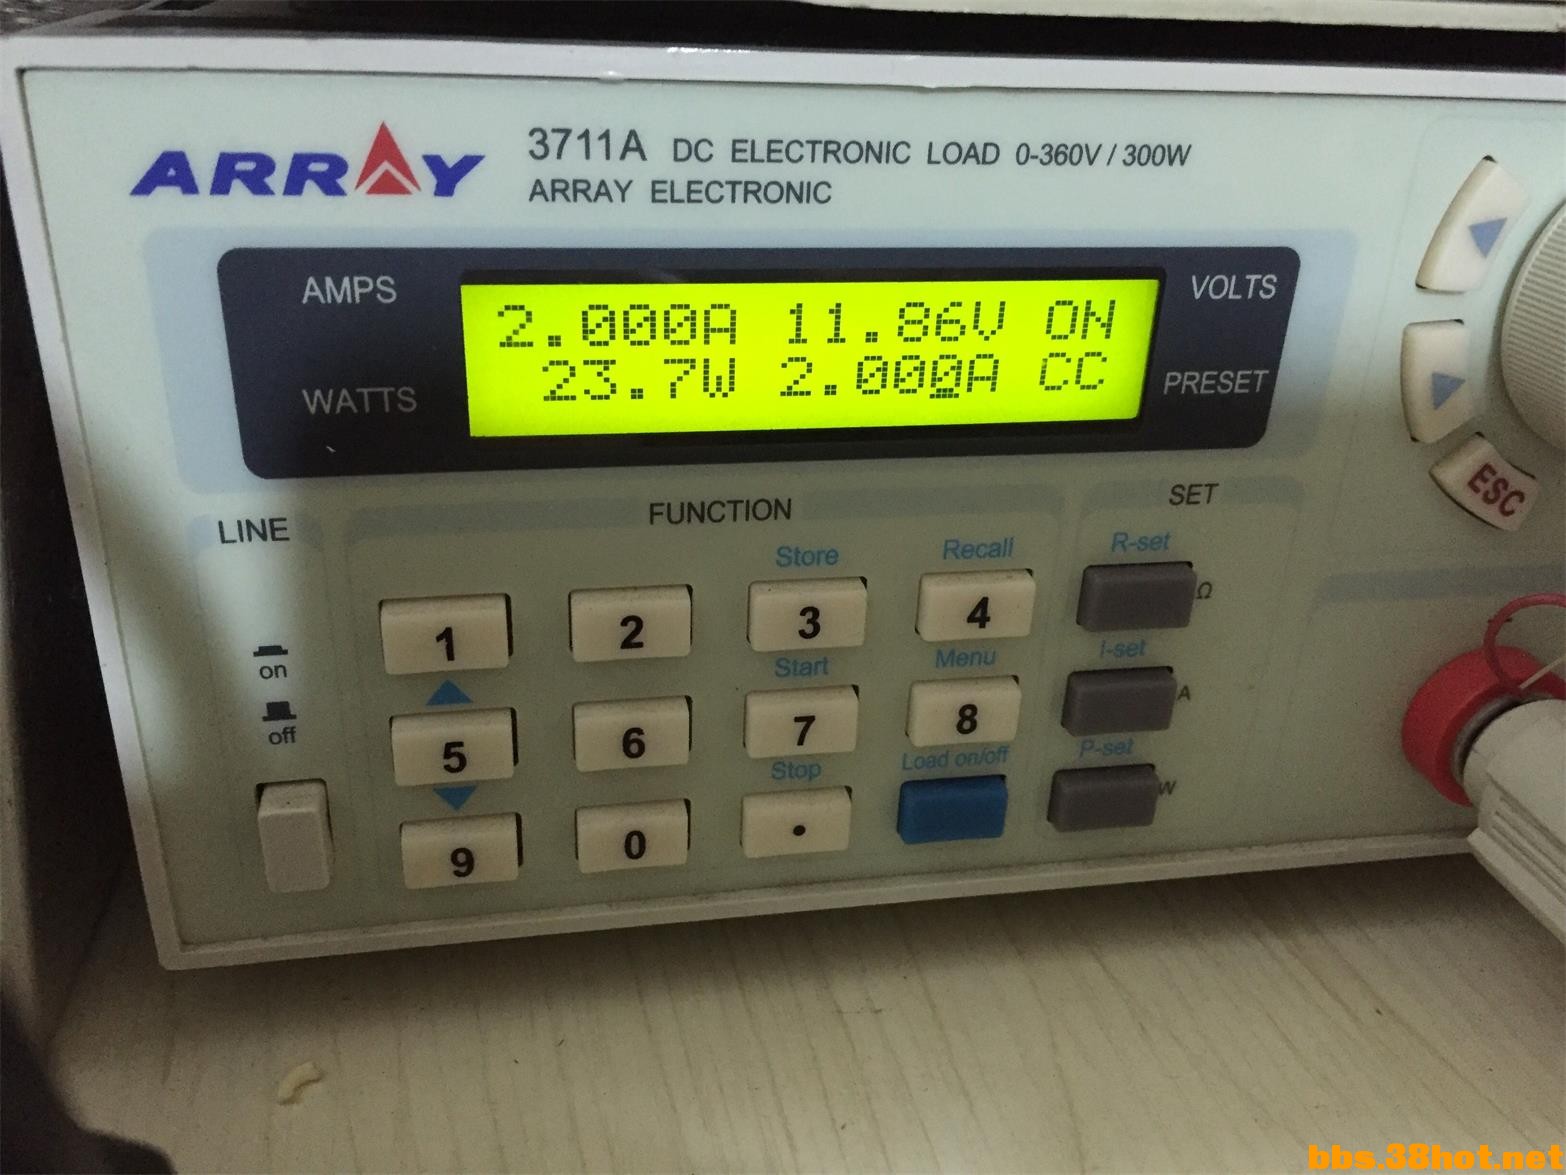 ARRAY
3711A DC ELECTRONIC LOAD 0-360V / 300W
ARRAY ELECTRONIC
AMPS
VOLTS
2.000A 11.86V ON
23.7W 2.000A CC
WATTS
PRESET
ESC
LINE
FUNCTION
SET
on
off
Store
Recall
R-set
1
2
3
4
Ω
Start
Menu
I-set
5
6
7
8
A
Stop
Load on/off
P-set
9
0
.
W
bbs.38hot.net